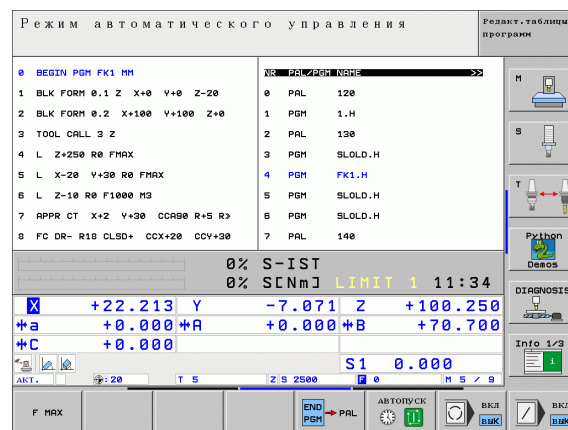 Режим автоматического управления
Редакт.таблицы программ
0 BEGIN PGM FK1 MM
1 BLK FORM 0.1 Z X+0 Y+0 Z-20
2 BLK FORM 0.2 X+100 Y+100 Z+0
3 TOOL CALL 3 Z
4 L Z+250 R0 FMAX
5 L X-20 Y+30 R0 FMAX
6 L Z-10 R0 F1000 M3
7 APPR CT X+2 Y+30 CCA90 R+5 R»
8 FC DR- R18 CLSD+ CCX+20 CCY+30
NR PAL/PGM NAME >>
0 PAL 120
1 PGM 1.H
2 PAL 130
3 PGM SLOLD.H
4 PGM FK1.H
5 PGM SLOLD.H
6 PGM SLOLD.H
7 PAL 140
M
S
T
Python Demos
DIAGNOSIS
Info 1/3
0% S-IST
0% S[Nm] LIMIT 1 11:34
X +22.213 Y -7.071 Z +100.250
a +0.000 A +0.000 B +70.700
C +0.000
S1 0.000
АКТ. :20 T 5 Z S 2500 F 0 M 5 / 9
F MAX
END PGM PAL
АВТОПУСК
ВКЛ
ВЫК
ВКЛ
ВЫК